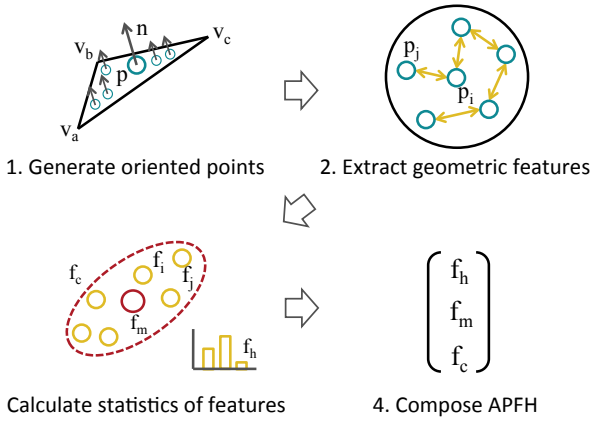 n
v_b
v_c
p
v_a
p_j
p_i
1. Generate oriented points
2. Extract geometric features
f_c
f_i
f_j
f_m
f_h
f_h
f_m
f_c
Calculate statistics of features
4. Compose APFH